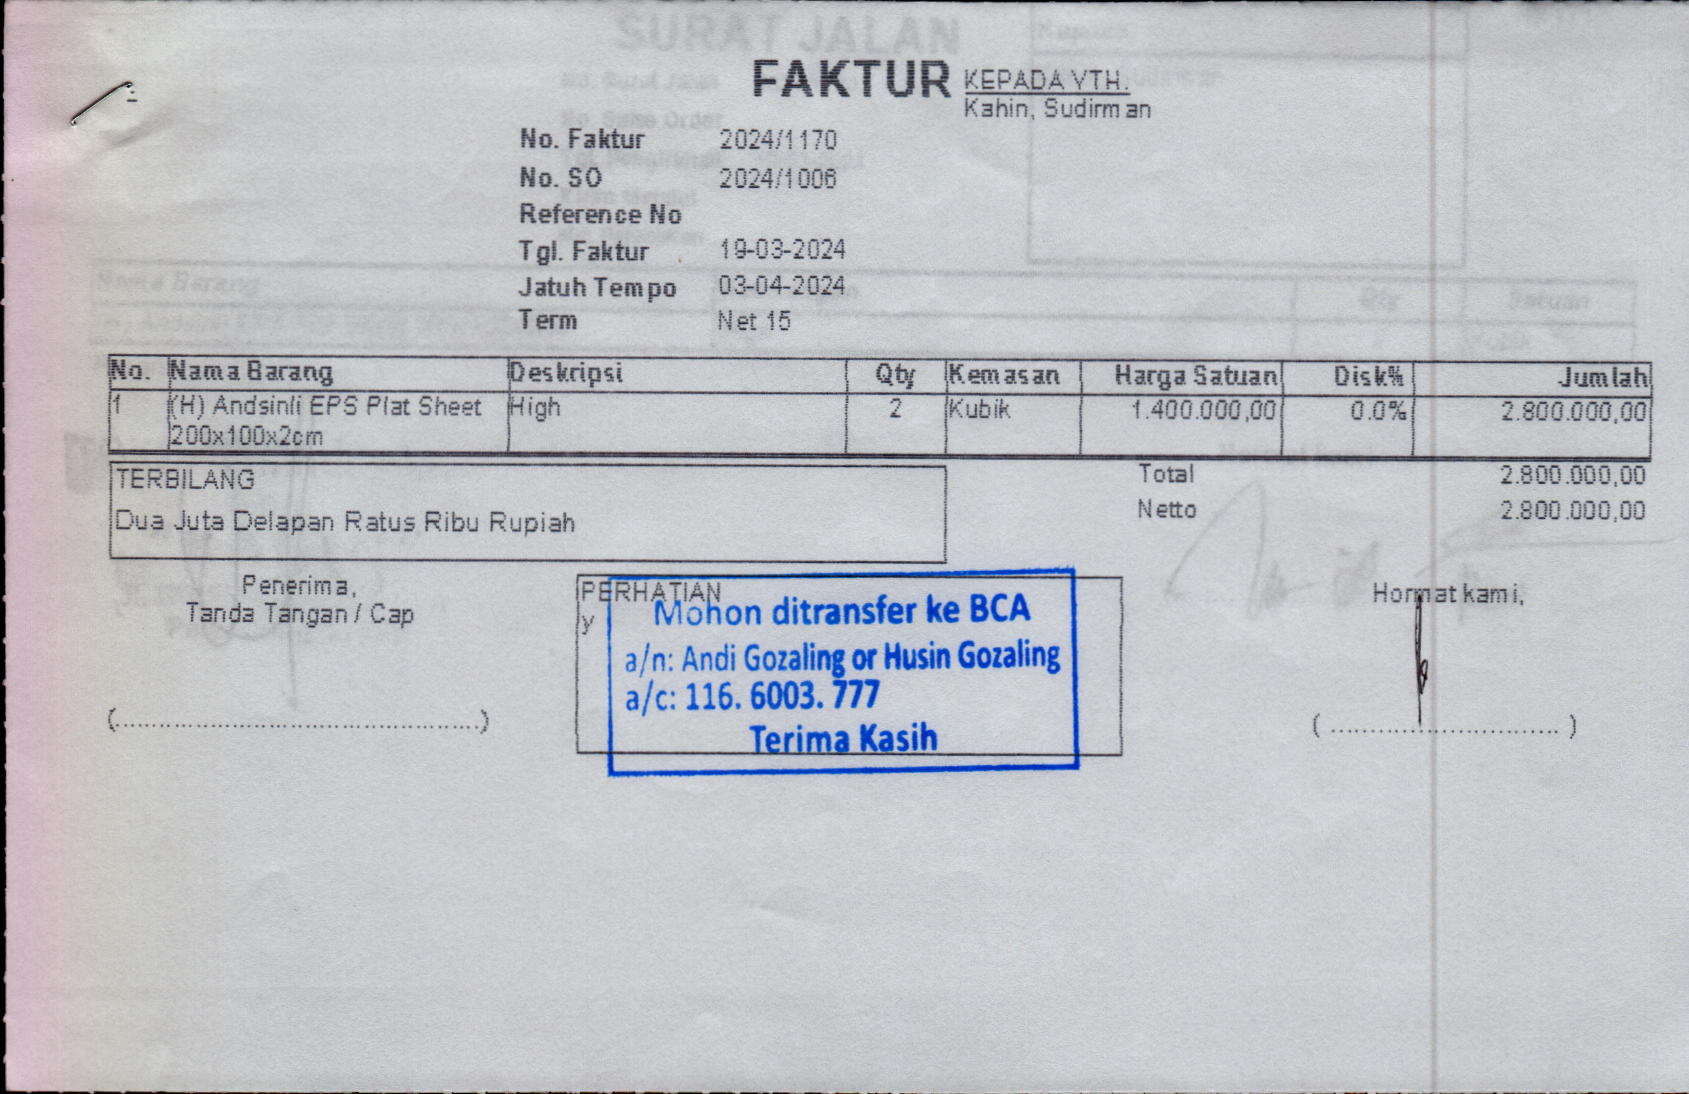 SURAT JALAN
FAKTUR
KEPADA YTH.
Kahin, Sudirman
No. Faktur 2024/1170
No. SO 2024/1006
Reference No
Tgl. Faktur 19-03-2024
Jatuh Tempo 03-04-2024
Term Net 15
No. Nama Barang Deskripsi Qty Kemasan Harga Satuan Disk% Jumlah
1 (H) Andsinli EPS Plat Sheet High 2 Kubik 1.400.000,00 0.0% 2.800.000,00
200x100x2cm
TERBILANG Total 2.800.000,00
Dua Juta Delapan Ratus Ribu Rupiah Netto 2.800.000,00
Penerima,
Tanda Tangan / Cap
PERHATIAN
y
Mohon ditransfer ke BCA
a/n: Andi Gozaling or Husin Gozaling
a/c: 116. 6003. 777
Terima Kasih
Hormat kami,